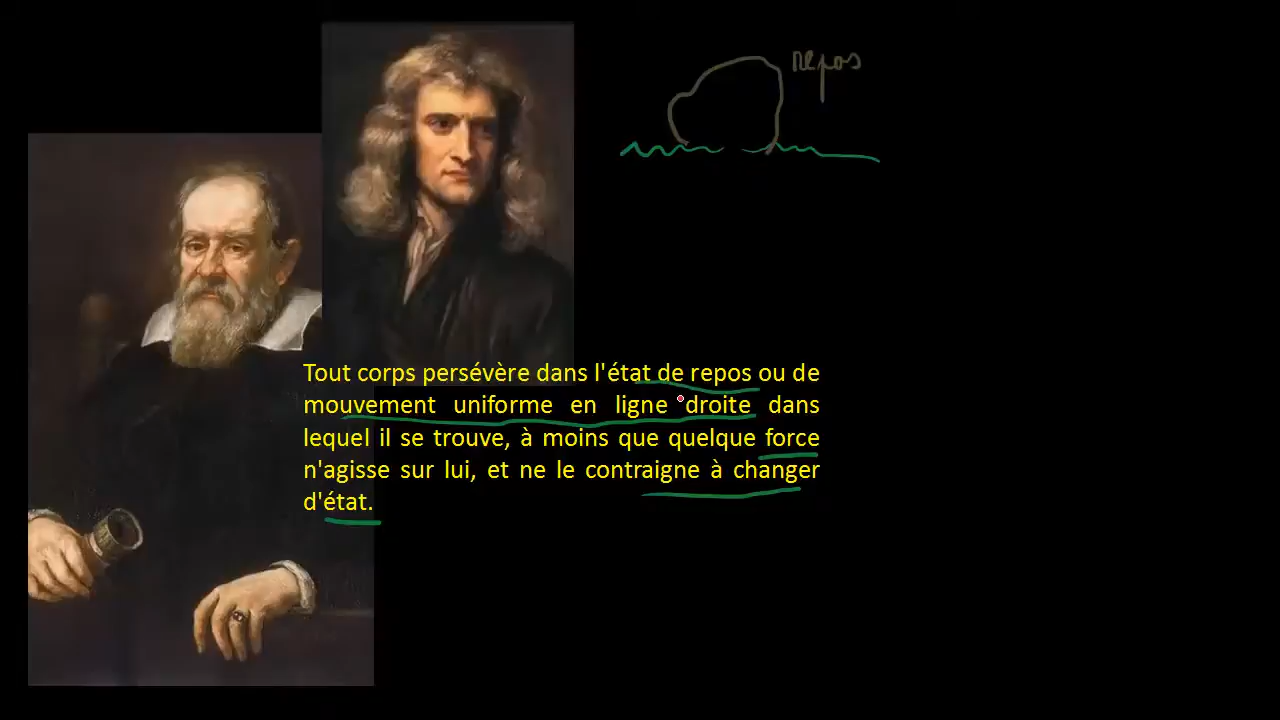 repos
Tout corps persévère dans l'état de repos ou de
mouvement uniforme en ligne droite dans
lequel il se trouve, à moins que quelque force
n'agisse sur lui, et ne le contraigne à changer
d'état.